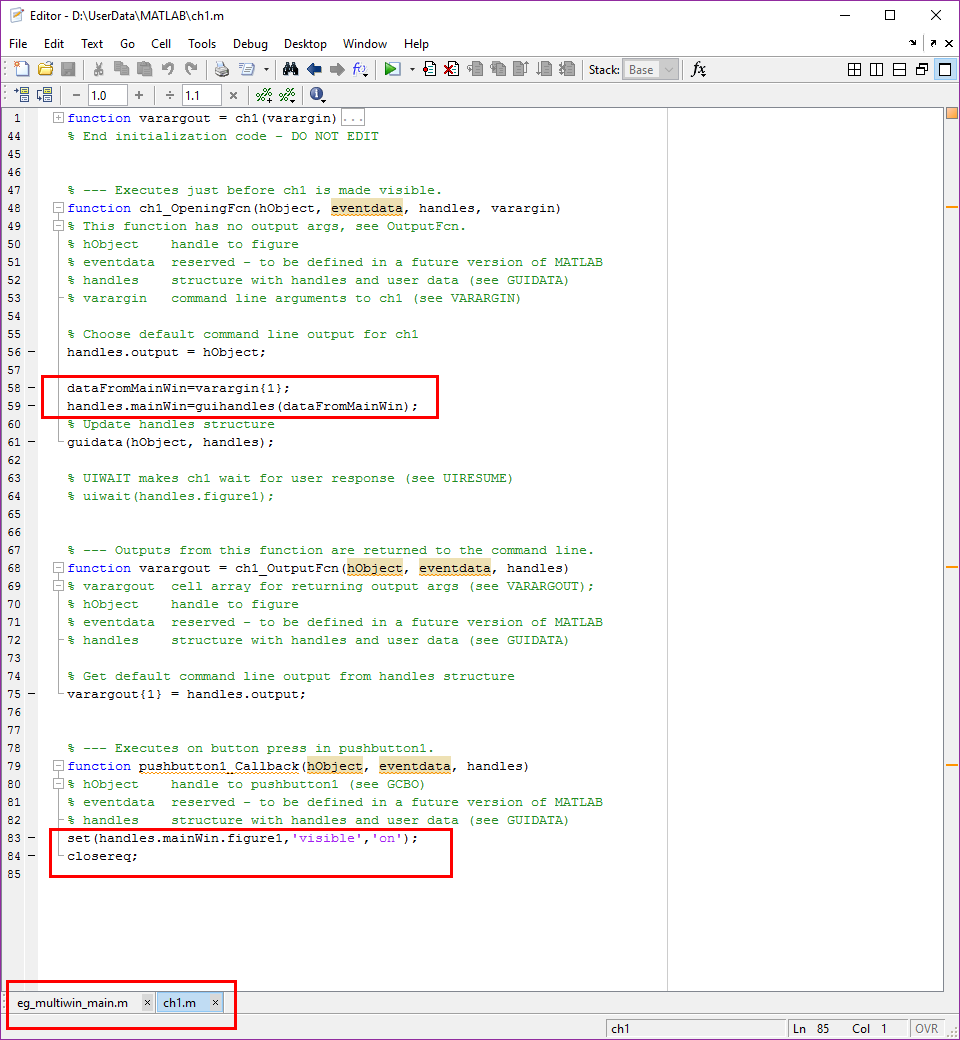 Editor - D:\UserData\MATLAB\ch1.m
File Edit Text Go Cell Tools Debug Desktop Window Help
Stack: Base fx
1.0 1.1
1 function varargout = ch1(varargin) ...
44 % End initialization code - DO NOT EDIT
45
46
47 % --- Executes just before ch1 is made visible.
48 function ch1_OpeningFcn(hObject, eventdata, handles, varargin)
49 % This function has no output args, see OutputFcn.
50 % hObject    handle to figure
51 % eventdata  reserved - to be defined in a future version of MATLAB
52 % handles    structure with handles and user data (see GUIDATA)
53 % varargin   command line arguments to ch1 (see VARARGIN)
54
55 % Choose default command line output for ch1
56 handles.output = hObject;
57
58 dataFromMainWin=varargin{1};
59 handles.mainWin=guihandles(dataFromMainWin);
60 % Update handles structure
61 guidata(hObject, handles);
62
63 % UIWAIT makes ch1 wait for user response (see UIRESUME)
64 % uiwait(handles.figure1);
65
66
67 % --- Outputs from this function are returned to the command line.
68 function varargout = ch1_OutputFcn(hObject, eventdata, handles)
69 % varargout  cell array for returning output args (see VARARGOUT);
70 % hObject    handle to figure
71 % eventdata  reserved - to be defined in a future version of MATLAB
72 % handles    structure with handles and user data (see GUIDATA)
73
74 % Get default command line output from handles structure
75 varargout{1} = handles.output;
76
77
78 % --- Executes on button press in pushbutton1.
79 function pushbutton1_Callback(hObject, eventdata, handles)
80 % hObject    handle to pushbutton1 (see GCBO)
81 % eventdata  reserved - to be defined in a future version of MATLAB
82 % handles    structure with handles and user data (see GUIDATA)
83 set(handles.mainWin.figure1,'visible','on');
84 closereq;
85
eg_multiwin_main.m ch1.m
ch1 Ln 85 Col 1 OVR